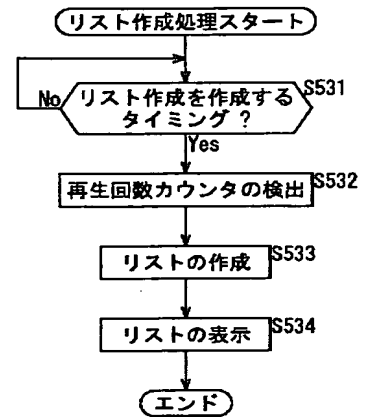 リスト作成処理スタート
No
リスト作成を作成する
タイミング ?
S531
Yes
再生回数カウンタの検出
S532
リストの作成
S533
リストの表示
S534
エンド